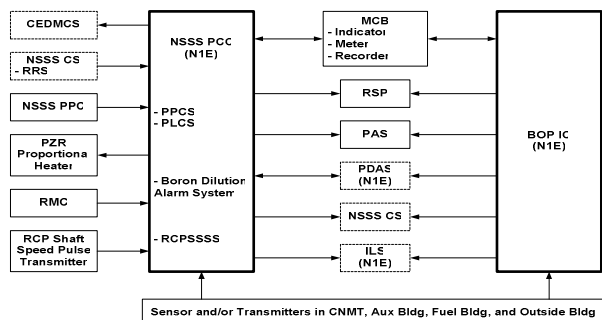 CEDMCS
NSSS CS
- RRS
NSSS PPC
PZR
Proportional
Heater
RMC
RCP Shaft
Speed Pulse
Transmitter
NSSS PCC
(N1E)
- PPCS
- PLCS
- Boron Dilution
Alarm System
- RCPSSSS
MCB
- Indicator
- Meter
- Recorder
RSP
PAS
PDAS
(N1E)
NSSS CS
ILS
(N1E)
BOP IC
(N1E)
Sensor and/or Transmitters in CNMT, Aux Bldg, Fuel Bldg, and Outside Bldg